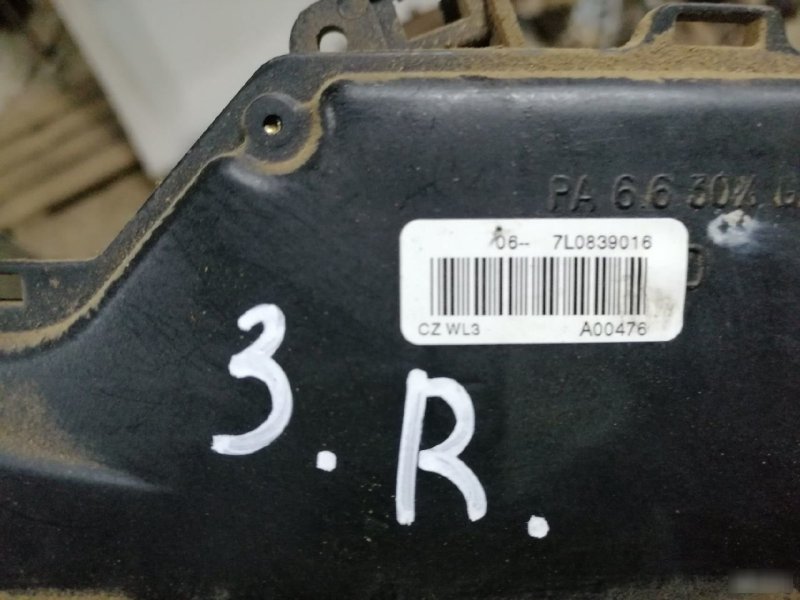 PA 6.6 30%
06-- 7L0839016
CZ WL3 A00476
3. R.